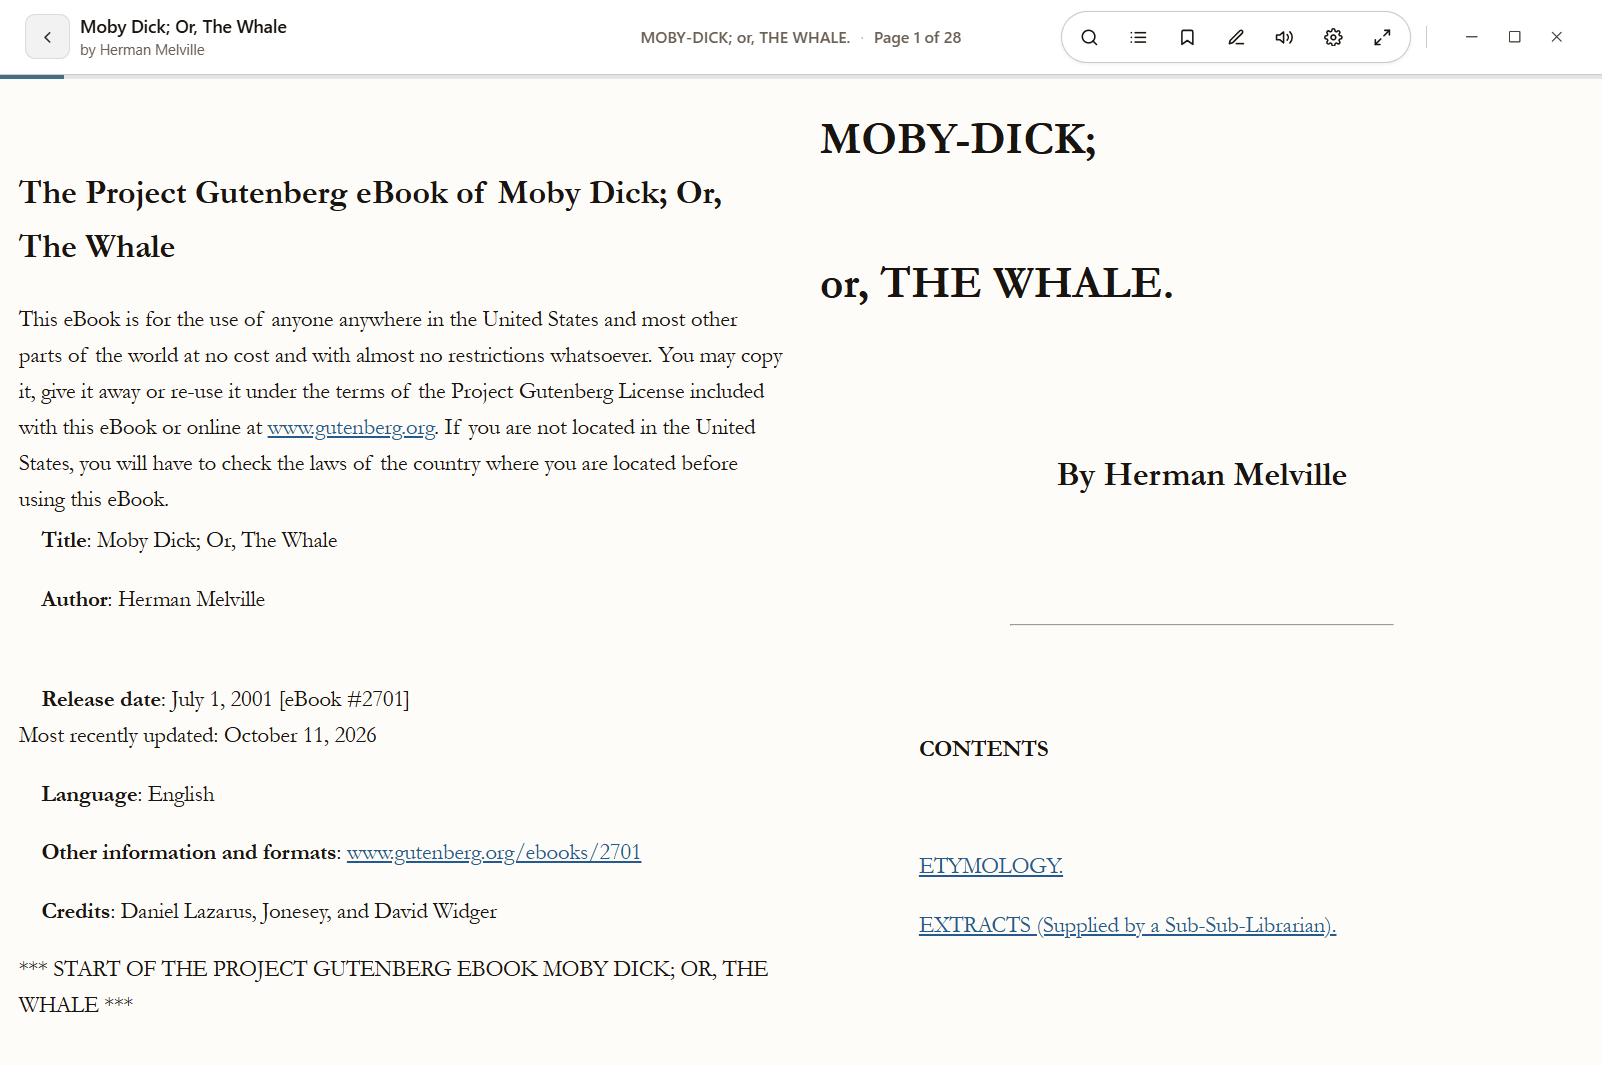 Moby Dick; Or, The Whale
by Herman Melville
MOBY-DICK; or, THE WHALE. · Page 1 of 28
The Project Gutenberg eBook of Moby Dick; Or,
The Whale
This eBook is for the use of anyone anywhere in the United States and most other
parts of the world at no cost and with almost no restrictions whatsoever. You may copy
it, give it away or re-use it under the terms of the Project Gutenberg License included
with this eBook or online at www.gutenberg.org. If you are not located in the United
States, you will have to check the laws of the country where you are located before
using this eBook.
Title: Moby Dick; Or, The Whale
Author: Herman Melville
Release date: July 1, 2001 [eBook #2701]
Most recently updated: October 11, 2026
Language: English
Other information and formats: www.gutenberg.org/ebooks/2701
Credits: Daniel Lazarus, Jonesey, and David Widger
*** START OF THE PROJECT GUTENBERG EBOOK MOBY DICK; OR, THE
WHALE ***
MOBY-DICK;
or, THE WHALE.
By Herman Melville
CONTENTS
ETYMOLOGY.
EXTRACTS (Supplied by a Sub-Sub-Librarian).